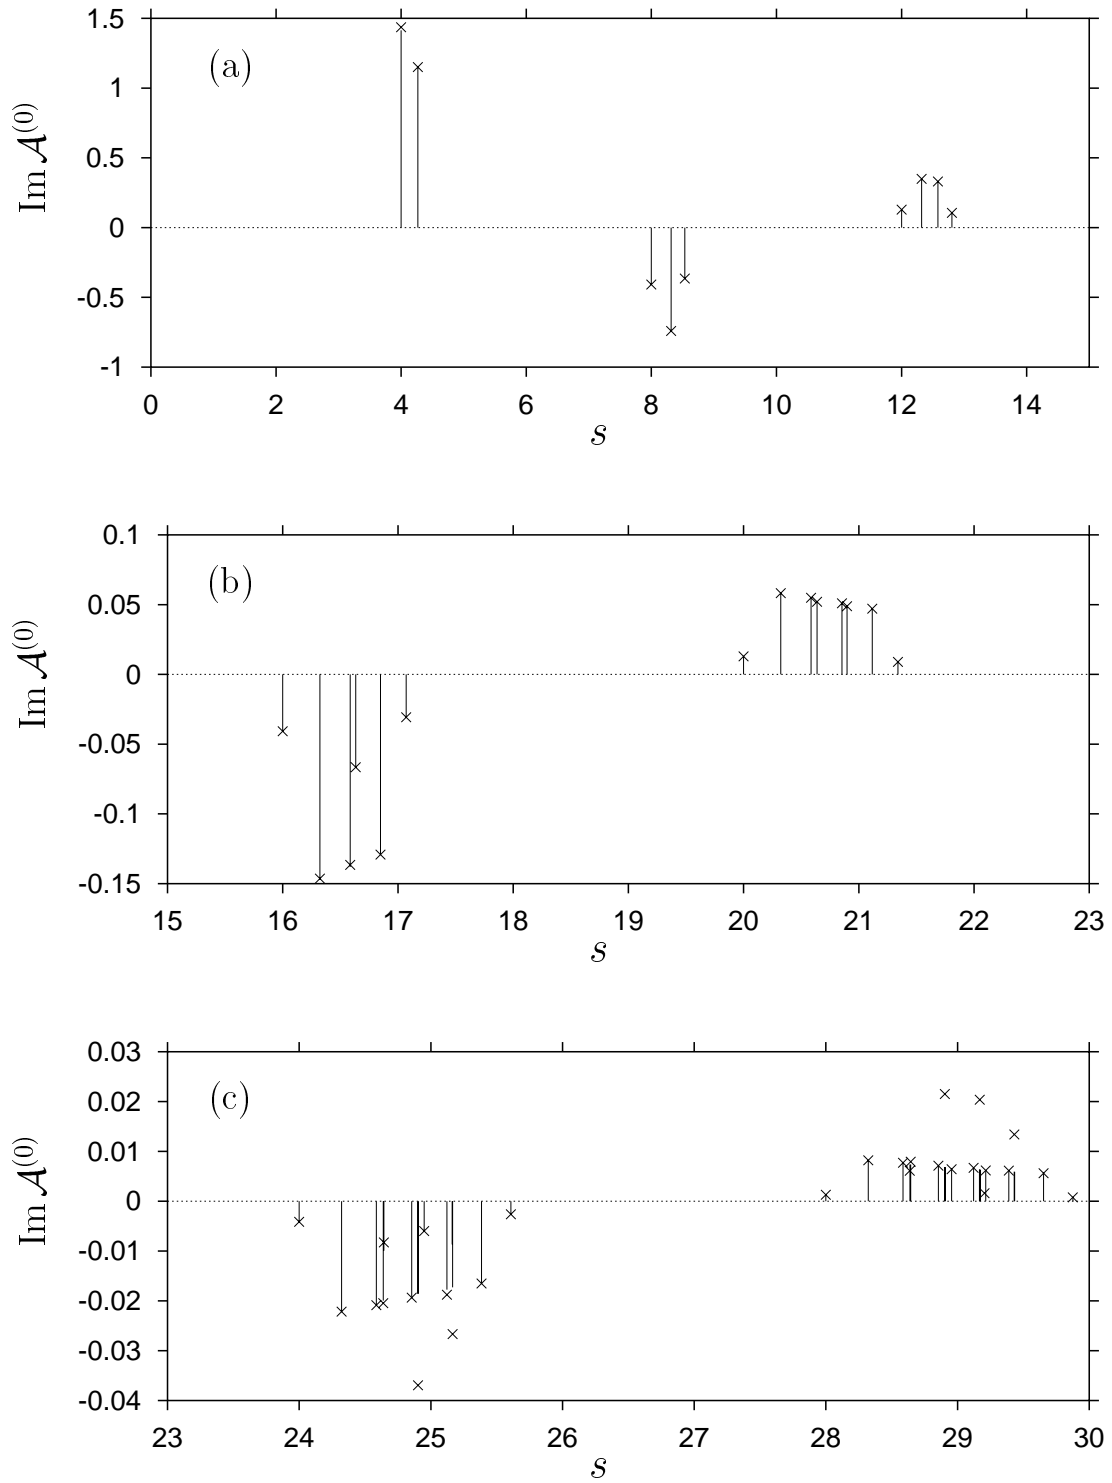 1.5
(a)
1
0.5
Im A⁽⁰⁾
0
-0.5
-1
0 2 4 6 8 10 12 14
s
0.1
(b)
0.05
0
Im A⁽⁰⁾
-0.05
-0.1
-0.15
15 16 17 18 19 20 21 22 23
s
0.03
(c)
0.02
0.01
0
Im A⁽⁰⁾
-0.01
-0.02
-0.03
-0.04
23 24 25 26 27 28 29 30
s